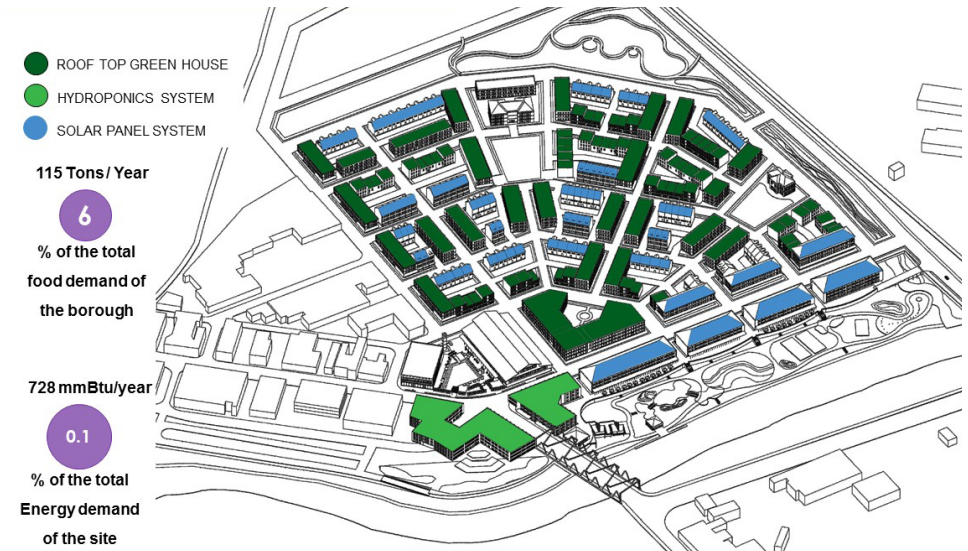 ROOF TOP GREEN HOUSE
HYDROPONICS SYSTEM
SOLAR PANEL SYSTEM
115 Tons / Year
6
% of the total
food demand of
the borough
728 mmBtu/year
0.1
% of the total
Energy demand
of the site